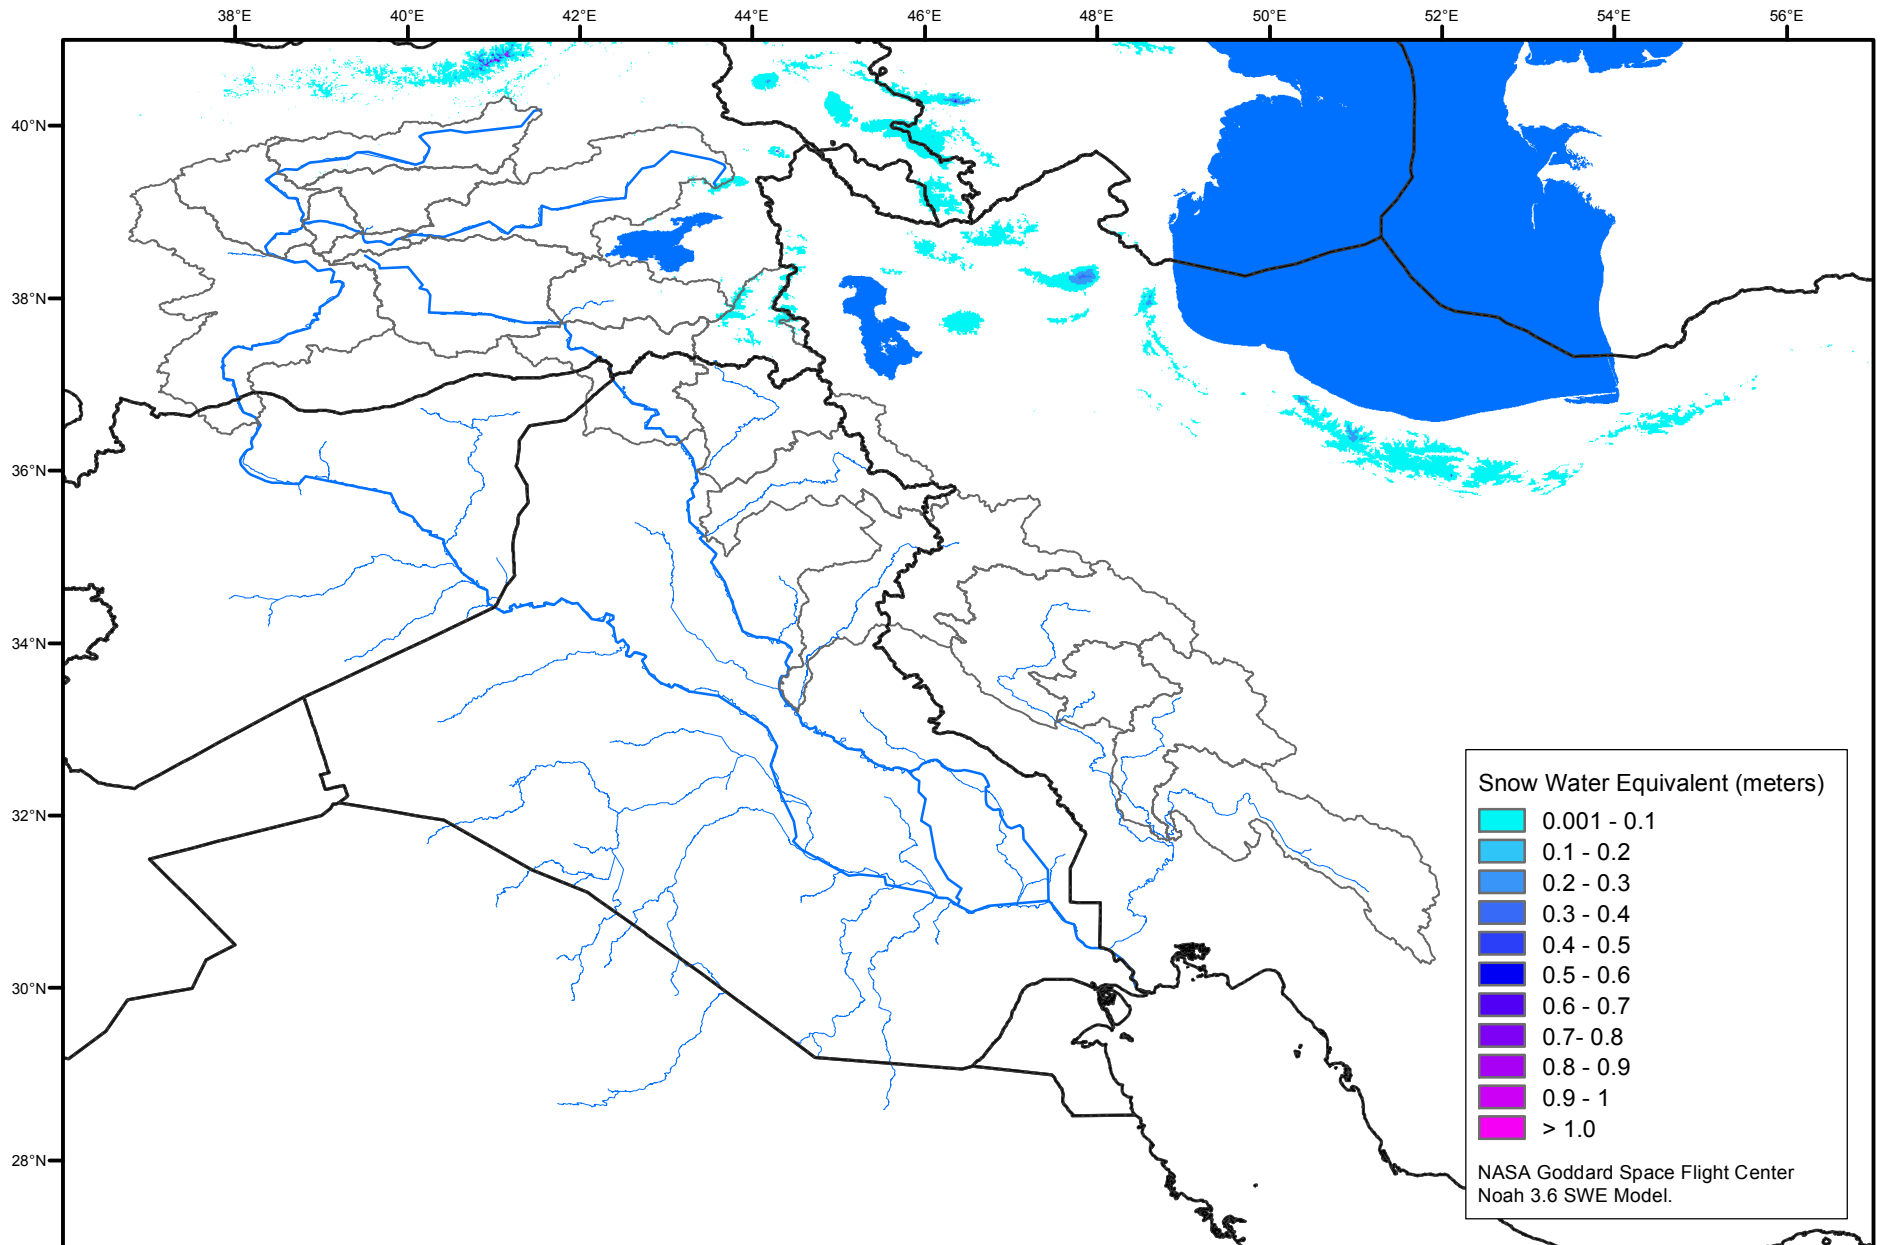 38°E 40°E 42°E 44°E 46°E 48°E 50°E 52°E 54°E 56°E
40°N
38°N
36°N
34°N
32°N
30°N
28°N
Snow Water Equivalent (meters)
0.001 - 0.1
0.1 - 0.2
0.2 - 0.3
0.3 - 0.4
0.4 - 0.5
0.5 - 0.6
0.6 - 0.7
0.7- 0.8
0.8 - 0.9
0.9 - 1
> 1.0
NASA Goddard Space Flight Center
Noah 3.6 SWE Model.